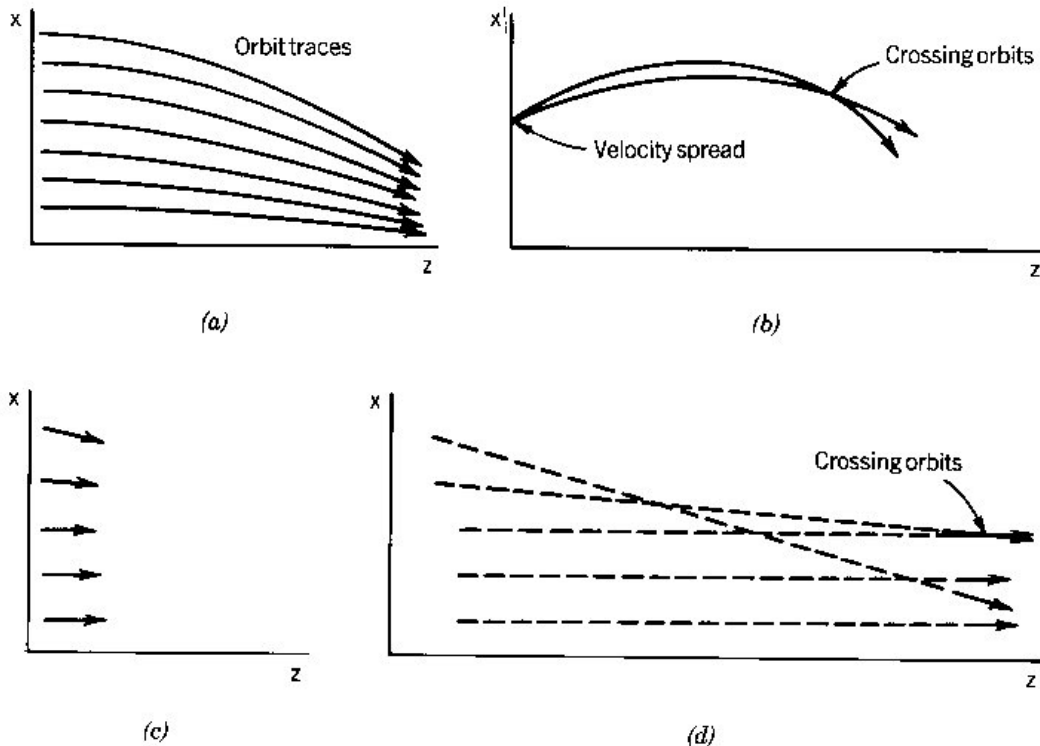 x
Orbit traces
z
(a)
x'i
Crossing orbits
Velocity spread
z
(b)
x
z
(c)
x
Crossing orbits
z
(d)